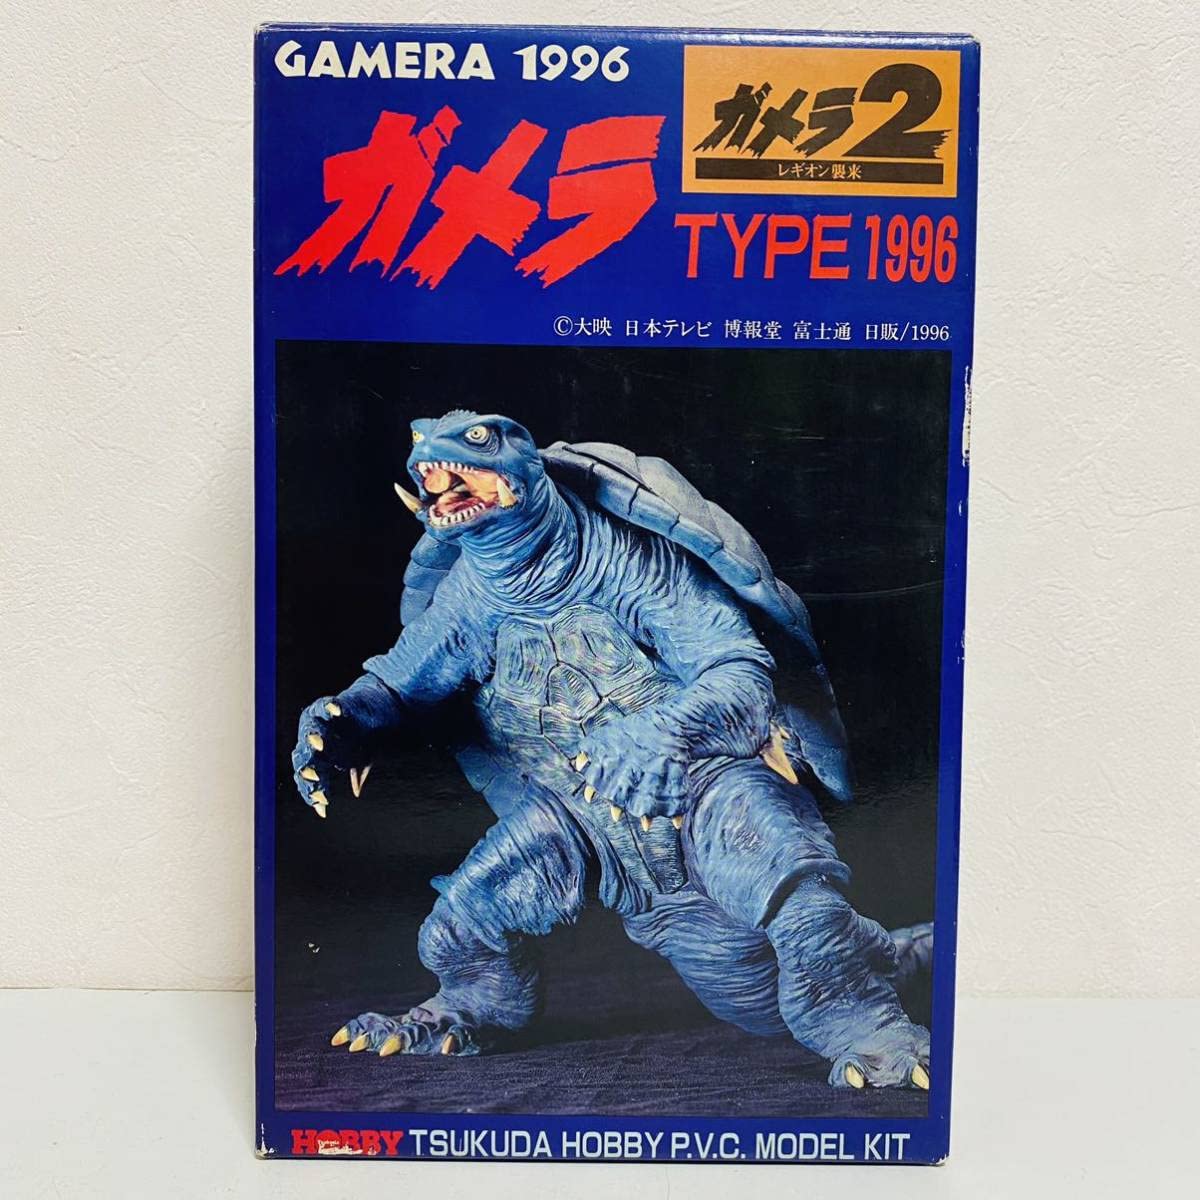 GAMERA 1996
ガメラ
ガメラ2
レギオン襲来
TYPE 1996
©大映 日本テレビ 博報堂 富士通 日販/1996
HOBBY TSUKUDA HOBBY P.V.C. MODEL KIT